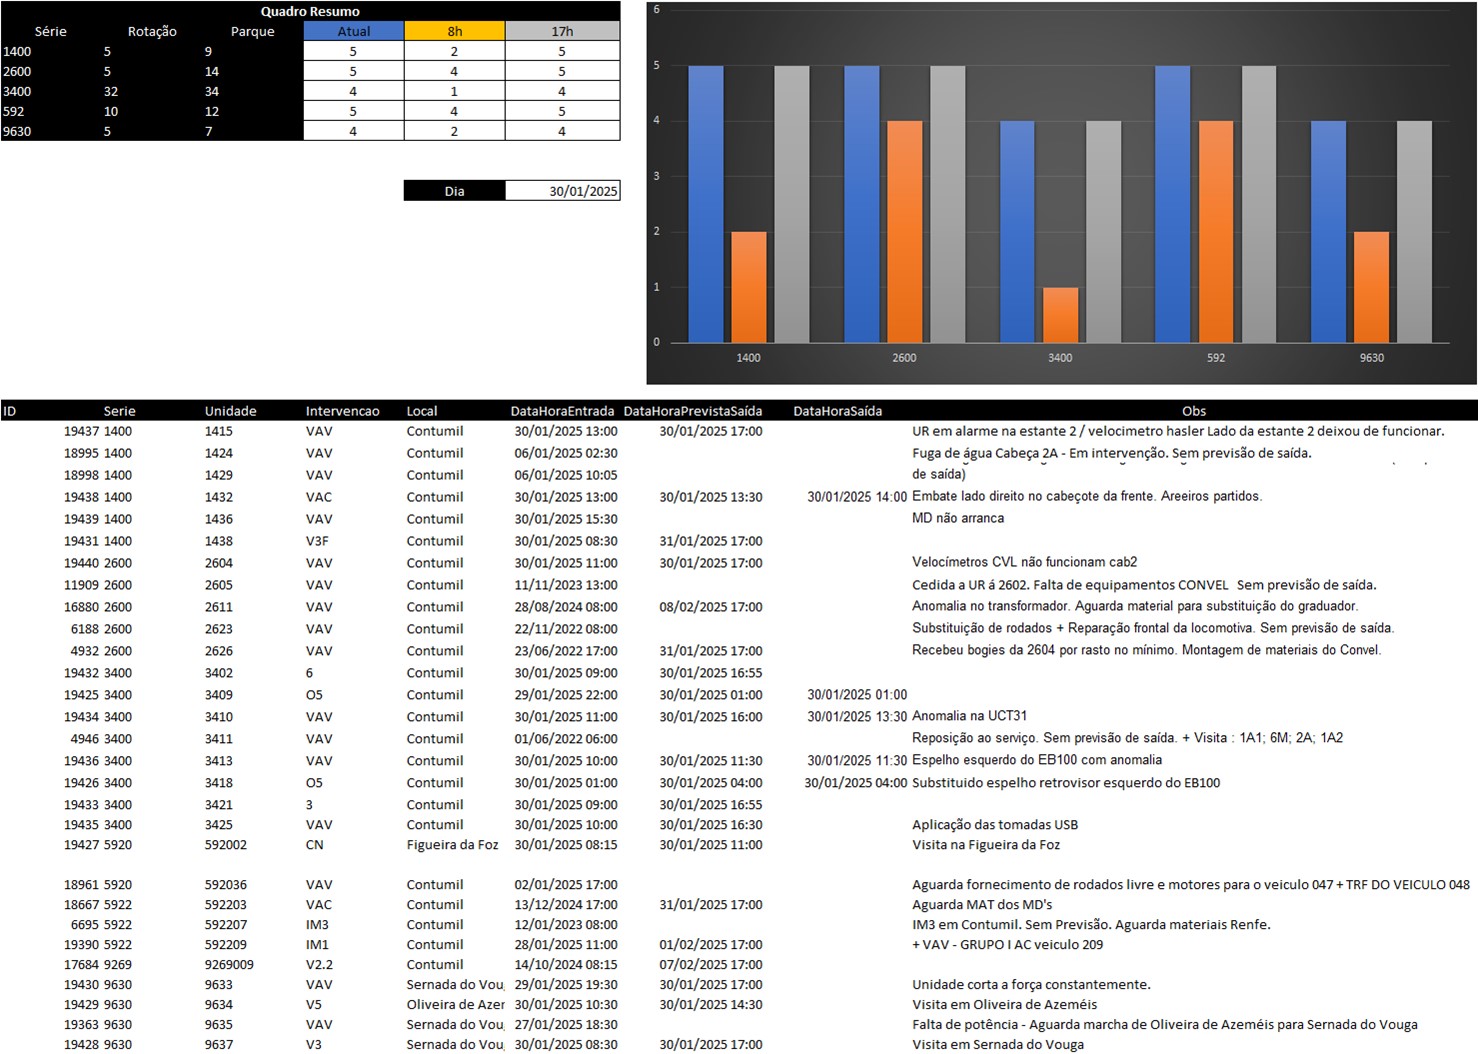 Quadro Resumo
Série Rotação Parque Atual 8h 17h
1400 5 9 5 2 5
2600 5 14 5 4 5
3400 32 34 4 1 4
592 10 12 5 4 5
9630 5 7 4 2 4
Dia 30/01/2025
6
5
4
3
2
1
0
1400 2600 3400 592 9630
ID Serie Unidade Intervencao Local DataHoraEntrada DataHoraPrevistaSaída DataHoraSaída Obs
19437 1400 1415 VAV Contumil 30/01/2025 13:00 30/01/2025 17:00 UR em alarme na estante 2 / velocimetro hasler Lado da estante 2 deixou de funcionar.
18995 1400 1424 VAV Contumil 06/01/2025 02:30 Fuga de água Cabeça 2A - Em intervenção. Sem previsão de saída.
18998 1400 1429 VAV Contumil 06/01/2025 10:05 de saída)
19438 1400 1432 VAC Contumil 30/01/2025 13:00 30/01/2025 13:30 30/01/2025 14:00 Embate lado direito no cabeçote da frente. Areeiros partidos.
19439 1400 1436 VAV Contumil 30/01/2025 15:30 MD não arranca
19431 1400 1438 V3F Contumil 30/01/2025 08:30 31/01/2025 17:00
19440 2600 2604 VAV Contumil 30/01/2025 11:00 30/01/2025 17:00 Velocímetros CVL não funcionam cab2
11909 2600 2605 VAV Contumil 11/11/2023 13:00 Cedida a UR á 2602. Falta de equipamentos CONVEL Sem previsão de saída.
16880 2600 2611 VAV Contumil 28/08/2024 08:00 08/02/2025 17:00 Anomalia no transformador. Aguarda material para substituição do graduador.
6188 2600 2623 VAV Contumil 22/11/2022 08:00 Substituição de rodados + Reparação frontal da locomotiva. Sem previsão de saída.
4932 2600 2626 VAV Contumil 23/06/2022 17:00 31/01/2025 17:00 Recebeu bogies da 2604 por rasto no mínimo. Montagem de materiais do Convel.
19432 3400 3402 6 Contumil 30/01/2025 09:00 30/01/2025 16:55
19425 3400 3409 O5 Contumil 29/01/2025 22:00 30/01/2025 01:00 30/01/2025 01:00
19434 3400 3410 VAV Contumil 30/01/2025 11:00 30/01/2025 16:00 30/01/2025 13:30 Anomalia na UCT31
4946 3400 3411 VAV Contumil 01/06/2022 06:00 Reposição ao serviço. Sem previsão de saída. + Visita : 1A1; 6M; 2A; 1A2
19436 3400 3413 VAV Contumil 30/01/2025 10:00 30/01/2025 11:30 30/01/2025 11:30 Espelho esquerdo do EB100 com anomalia
19426 3400 3418 O5 Contumil 30/01/2025 01:00 30/01/2025 04:00 30/01/2025 04:00 Substituido espelho retrovisor esquerdo do EB100
19433 3400 3421 3 Contumil 30/01/2025 09:00 30/01/2025 16:55
19435 3400 3425 VAV Contumil 30/01/2025 10:00 30/01/2025 16:30 Aplicação das tomadas USB
19427 5920 592002 CN Figueira da Foz 30/01/2025 08:15 30/01/2025 11:00 Visita na Figueira da Foz
18961 5920 592036 VAV Contumil 02/01/2025 17:00 Aguarda fornecimento de rodados livre e motores para o veiculo 047 + TRF DO VEICULO 048
18667 5922 592203 VAC Contumil 13/12/2024 17:00 31/01/2025 17:00 Aguarda MAT dos MD's
6695 5922 592207 IM3 Contumil 12/01/2023 08:00 IM3 em Contumil. Sem Previsão. Aguarda materiais Renfe.
19390 5922 592209 IM1 Contumil 28/01/2025 11:00 01/02/2025 17:00 + VAV - GRUPO I AC veiculo 209
17684 9269 9269009 V2.2 Contumil 14/10/2024 08:15 07/02/2025 17:00
19430 9630 9633 VAV Sernada do Vou 29/01/2025 19:30 30/01/2025 17:00 Unidade corta a força constantemente.
19429 9630 9634 V5 Oliveira de Azer 30/01/2025 10:30 30/01/2025 14:30 Visita em Oliveira de Azeméis
19363 9630 9635 VAV Sernada do Vou 27/01/2025 18:30 Falta de potência - Aguarda marcha de Oliveira de Azeméis para Sernada do Vouga
19428 9630 9637 V3 Sernada do Vou 30/01/2025 08:30 30/01/2025 17:00 Visita em Sernada do Vouga